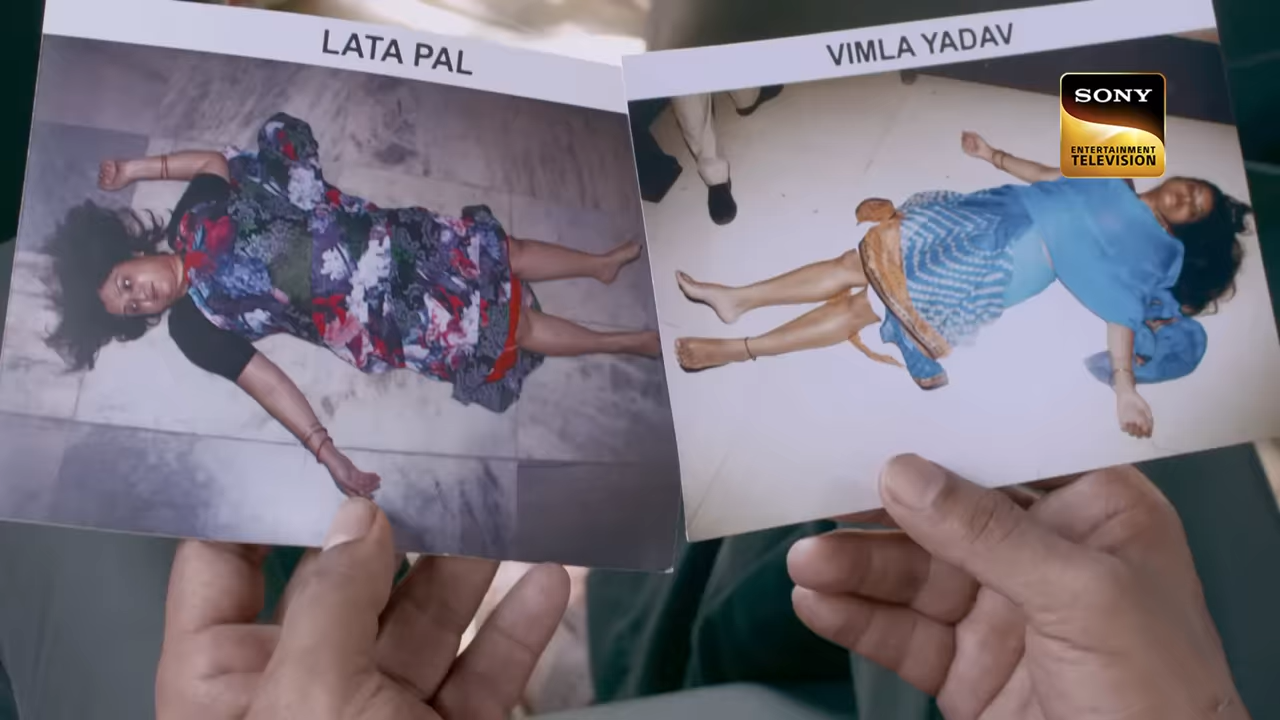 LATA PAL
VIMLA YADAV
SONY
ENTERTAINMENT
TELEVISION